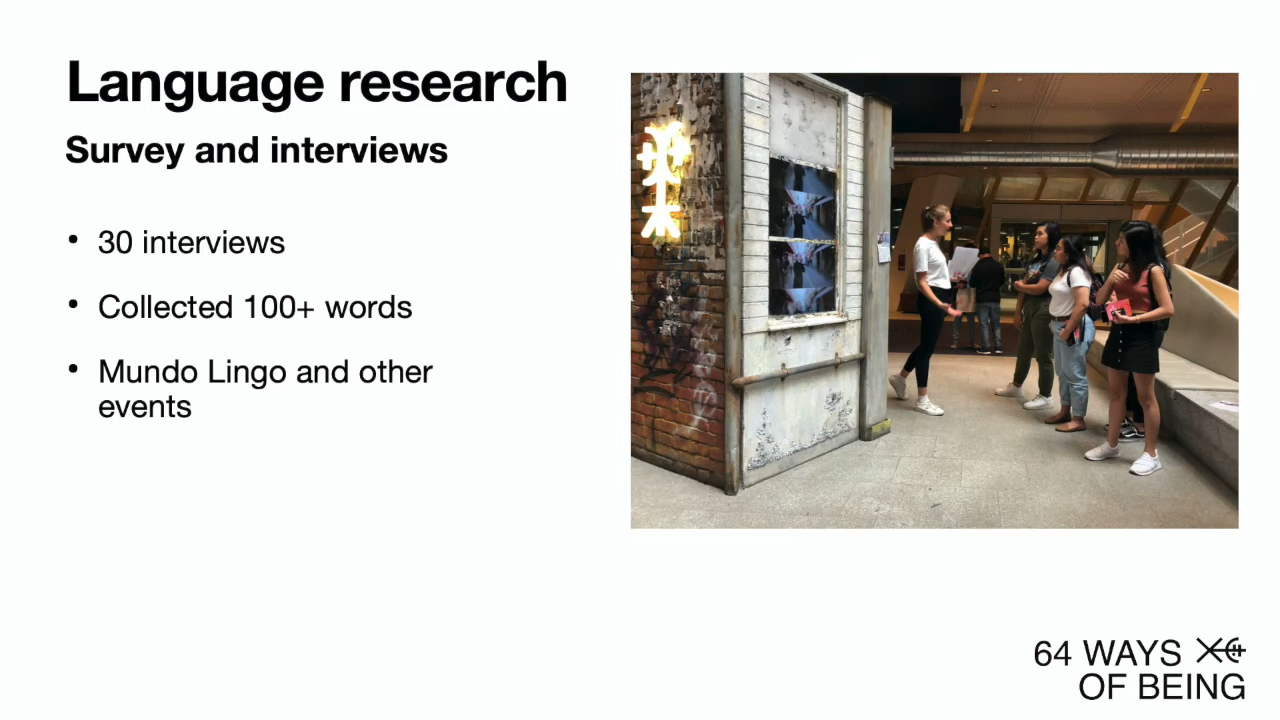 Language research
Survey and interviews
• 30 interviews
• Collected 100+ words
• Mundo Lingo and other
events
64 WAYS
OF BEING